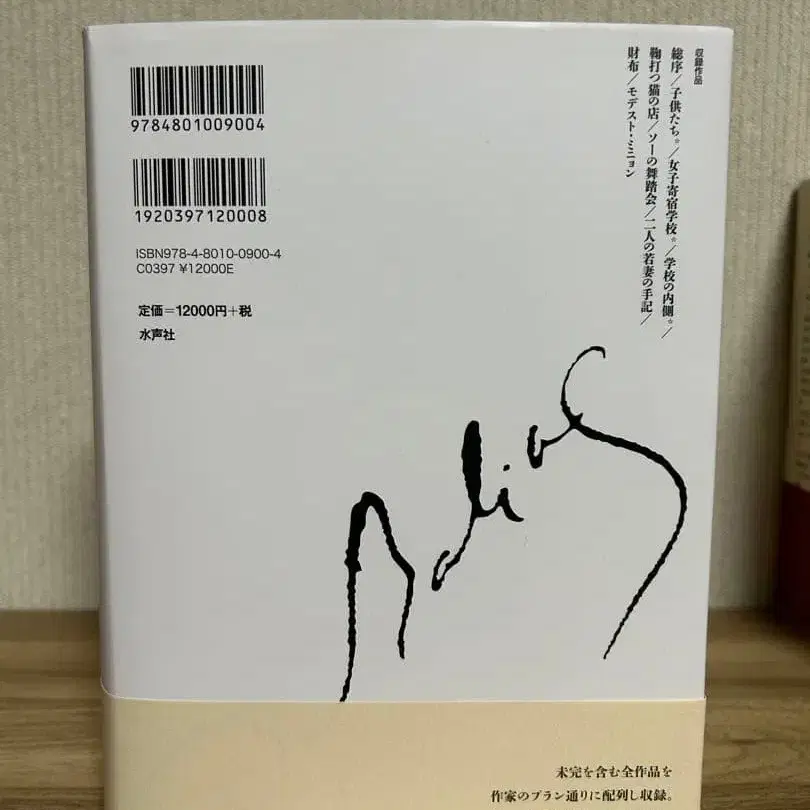 収録作品
総序／子供たち☆／女子寄宿学校☆／学校の内側☆／
鞠打つ猫の店／ソーの舞踏会／二人の若妻の手記／
財布／モデスト・ミニョン
9784801009004
1920397120008
ISBN978-4-8010-0900-4
C0397 ¥12000E
定価＝12000円＋税
水声社
未完を含む全作品を
作家のプラン通りに配列し収録。